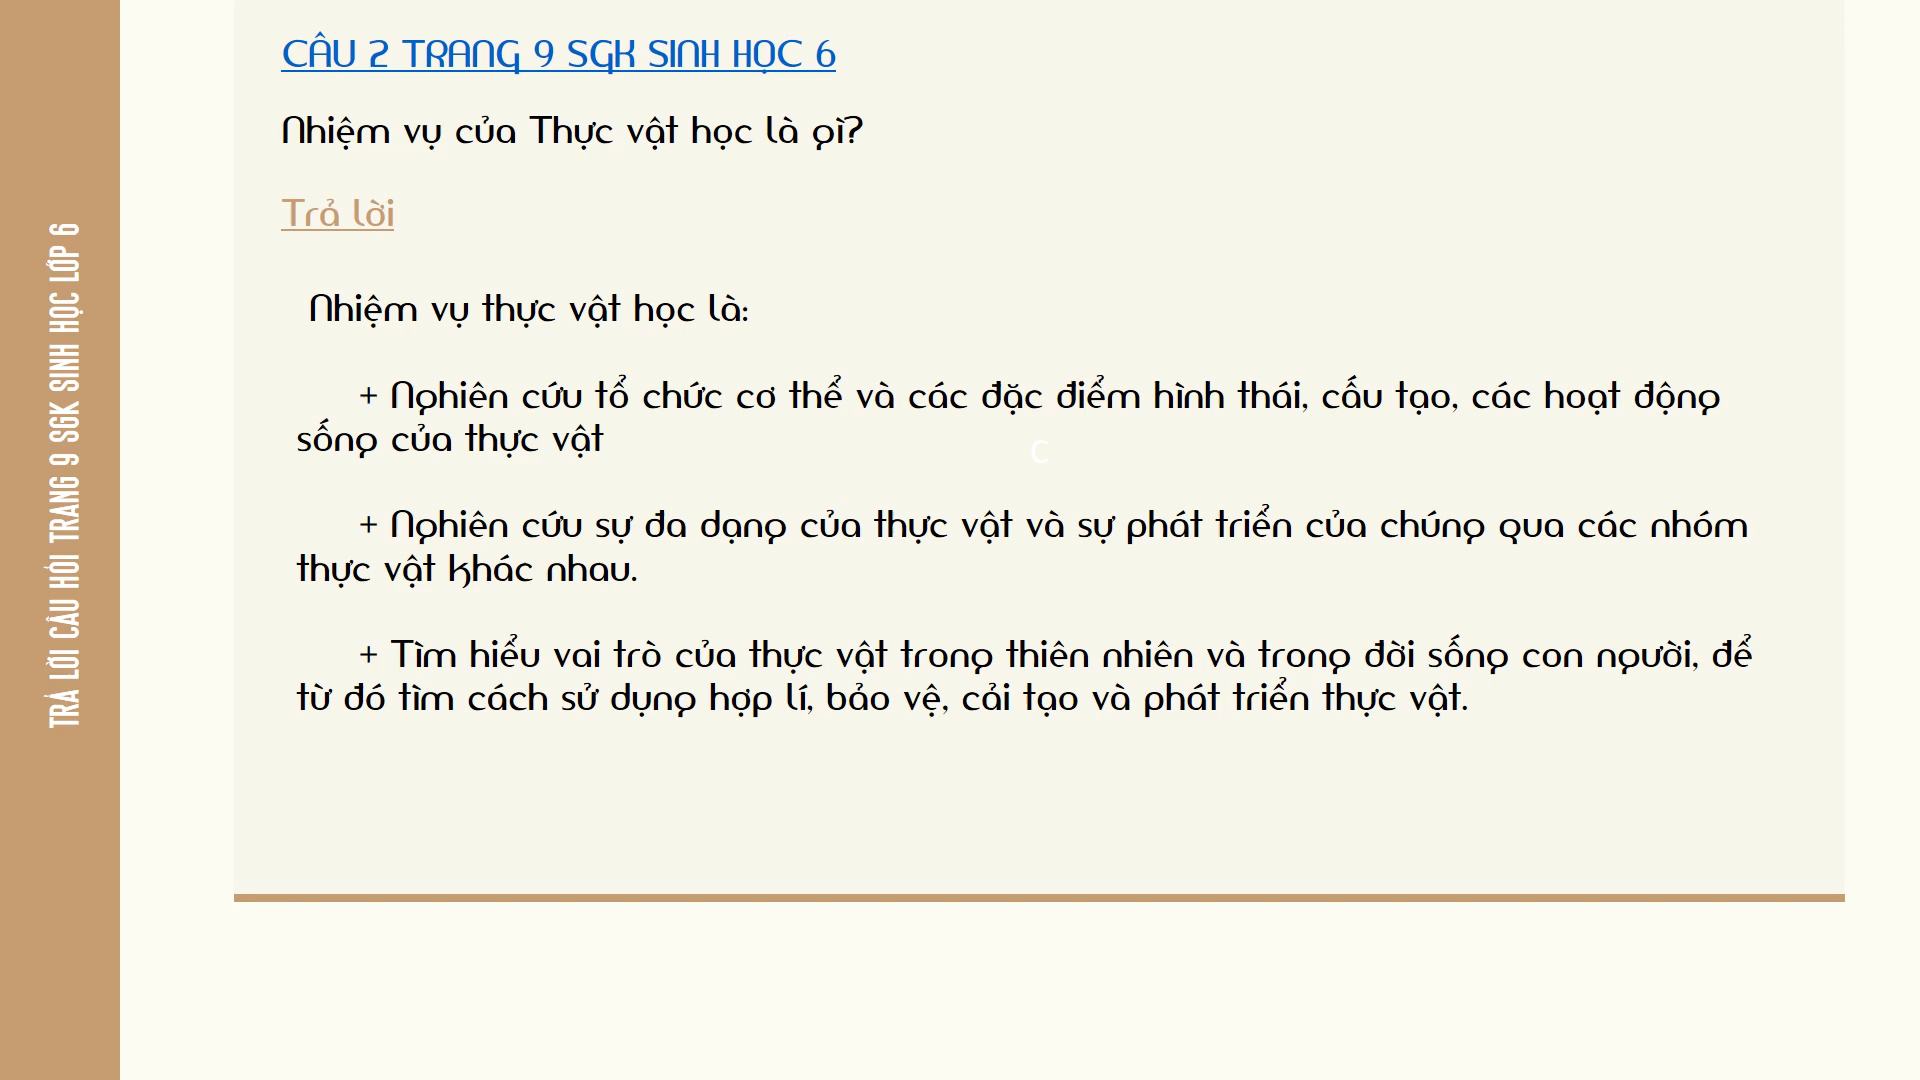 TRẢ LỜI CÂU HỎI TRANG 9 SGK SINH HỌC LỚP 6
CÂU 2 TRANG 9 SGK SINH HỌC 6
Nhiệm vụ của Thực vật học là gì?
Trả lời
Nhiệm vụ thực vật học là:
+ Nghiên cứu tổ chức cơ thể và các đặc điểm hình thái, cấu tạo, các hoạt động
sống của thực vật
c
+ Nghiên cứu sự đa dạng của thực vật và sự phát triển của chúng qua các nhóm
thực vật khác nhau.
+ Tìm hiểu vai trò của thực vật trong thiên nhiên và trong đời sống con người, để
từ đó tìm cách sử dụng hợp lí, bảo vệ, cải tạo và phát triển thực vật.